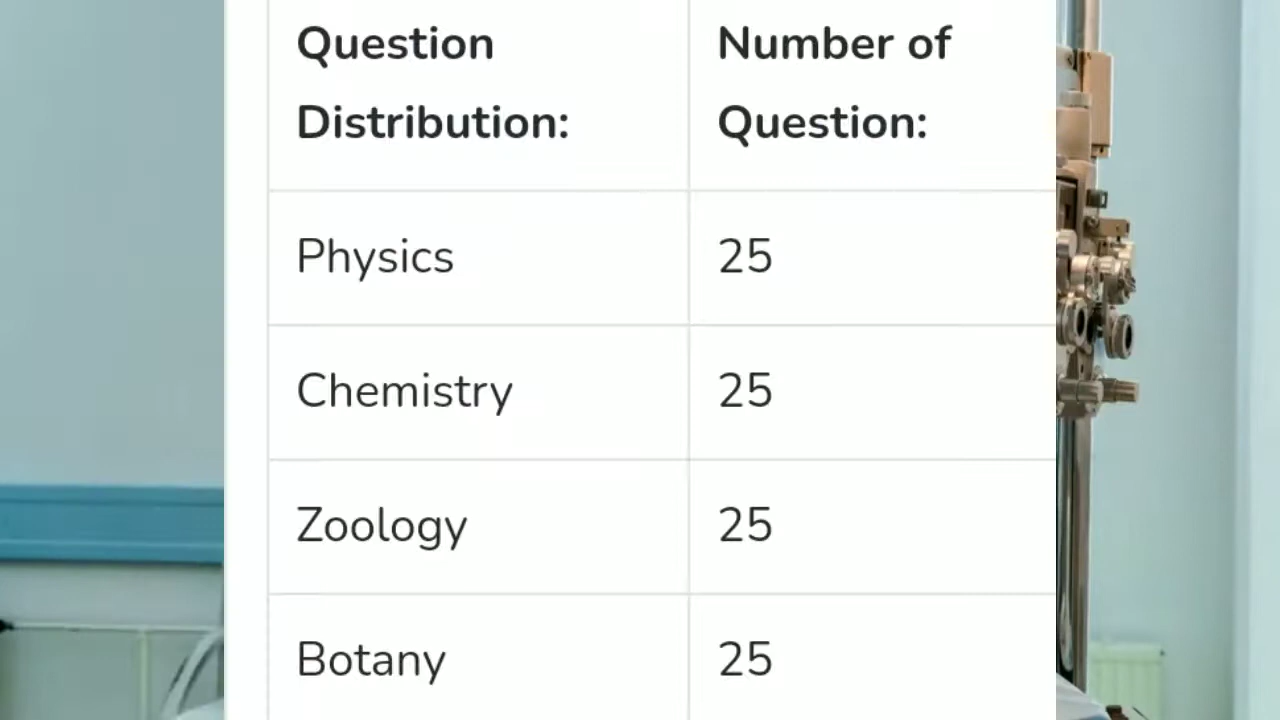 Question Number of
Distribution: Question:
Physics 25
Chemistry 25
Zoology 25
Botany 25